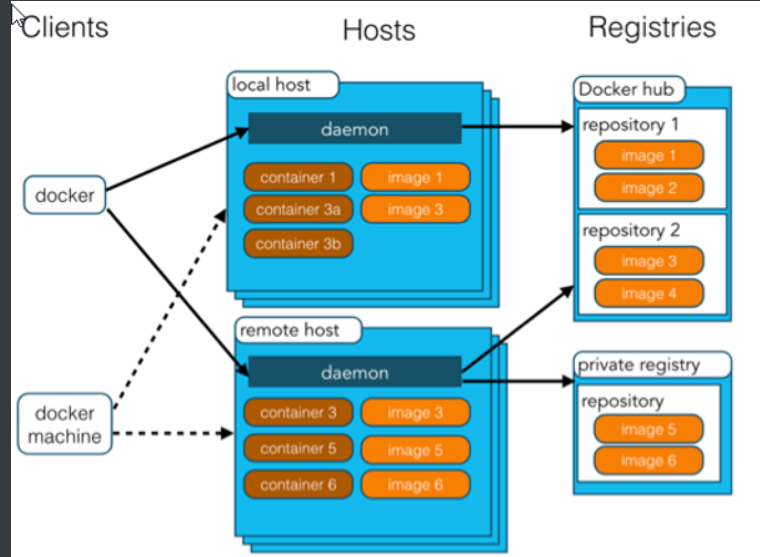 Clients
Hosts
Registries
local host
daemon
container 1
image 1
container 3a
image 3
container 3b
docker
docker
machine
remote host
daemon
container 3
image 3
container 5
image 5
container 6
image 6
Docker hub
repository 1
image 1
image 2
repository 2
image 3
image 4
private registry
repository
image 5
image 6